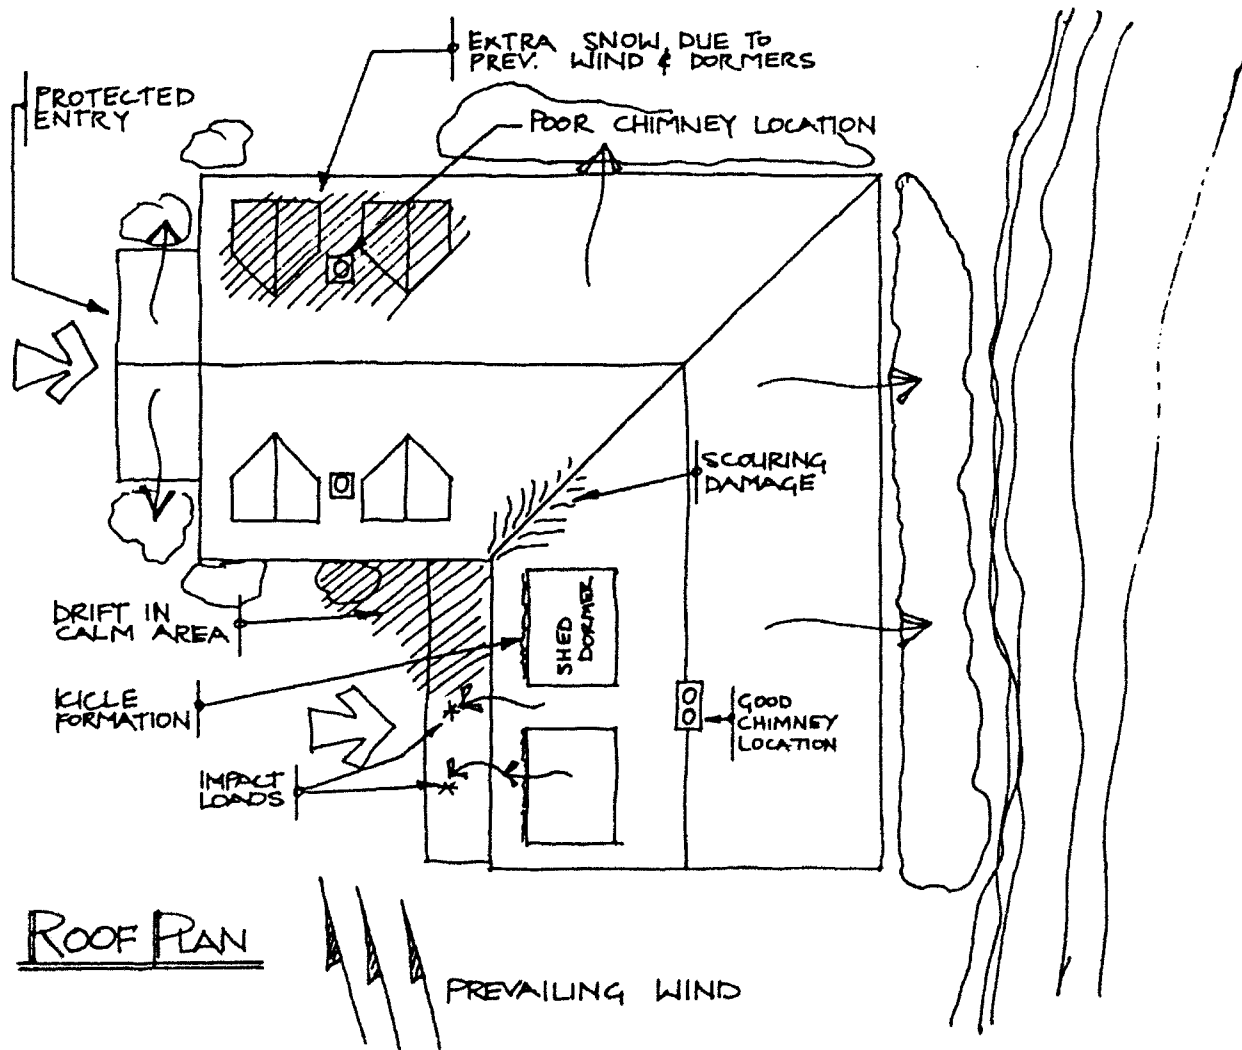 EXTRA SNOW DUE TO
PREV. WIND & DORMERS
PROTECTED
ENTRY
POOR CHIMNEY LOCATION
SCOURING
DAMAGE
DRIFT IN
CALM AREA
SHED
DORMER
ICICLE
FORMATION
GOOD
CHIMNEY
LOCATION
IMPACT
LOADS
ROOF PLAN
PREVAILING WIND